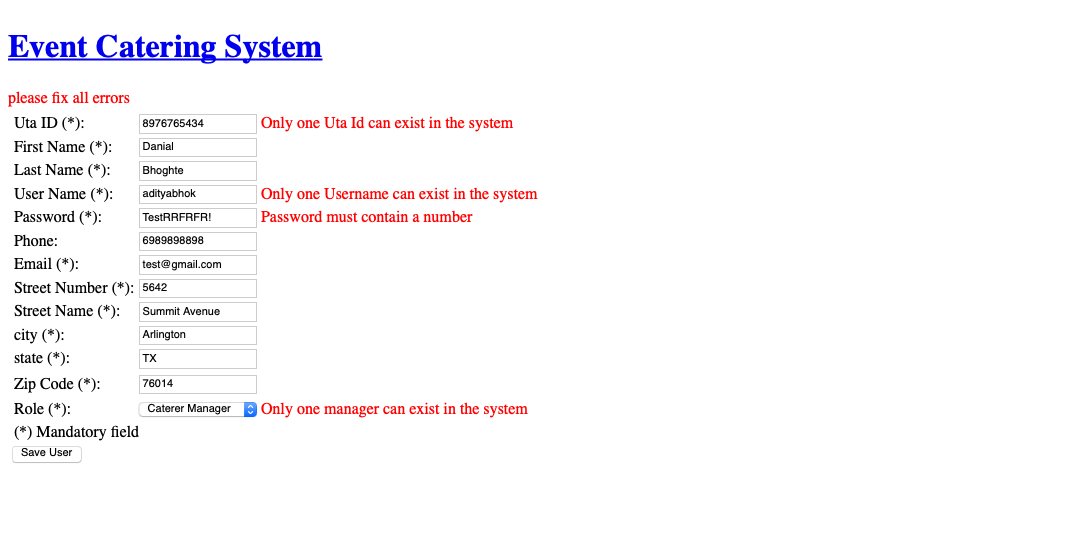 Event Catering System
please fix all errors
Uta ID (*): 8976765434 Only one Uta Id can exist in the system
First Name (*): Danial
Last Name (*): Bhoghte
User Name (*): adityabhok Only one Username can exist in the system
Password (*): TestRRFRFR! Password must contain a number
Phone: 6989898898
Email (*): test@gmail.com
Street Number (*): 5642
Street Name (*): Summit Avenue
city (*): Arlington
state (*): TX
Zip Code (*): 76014
Role (*): Caterer Manager Only one manager can exist in the system
(*) Mandatory field
Save User